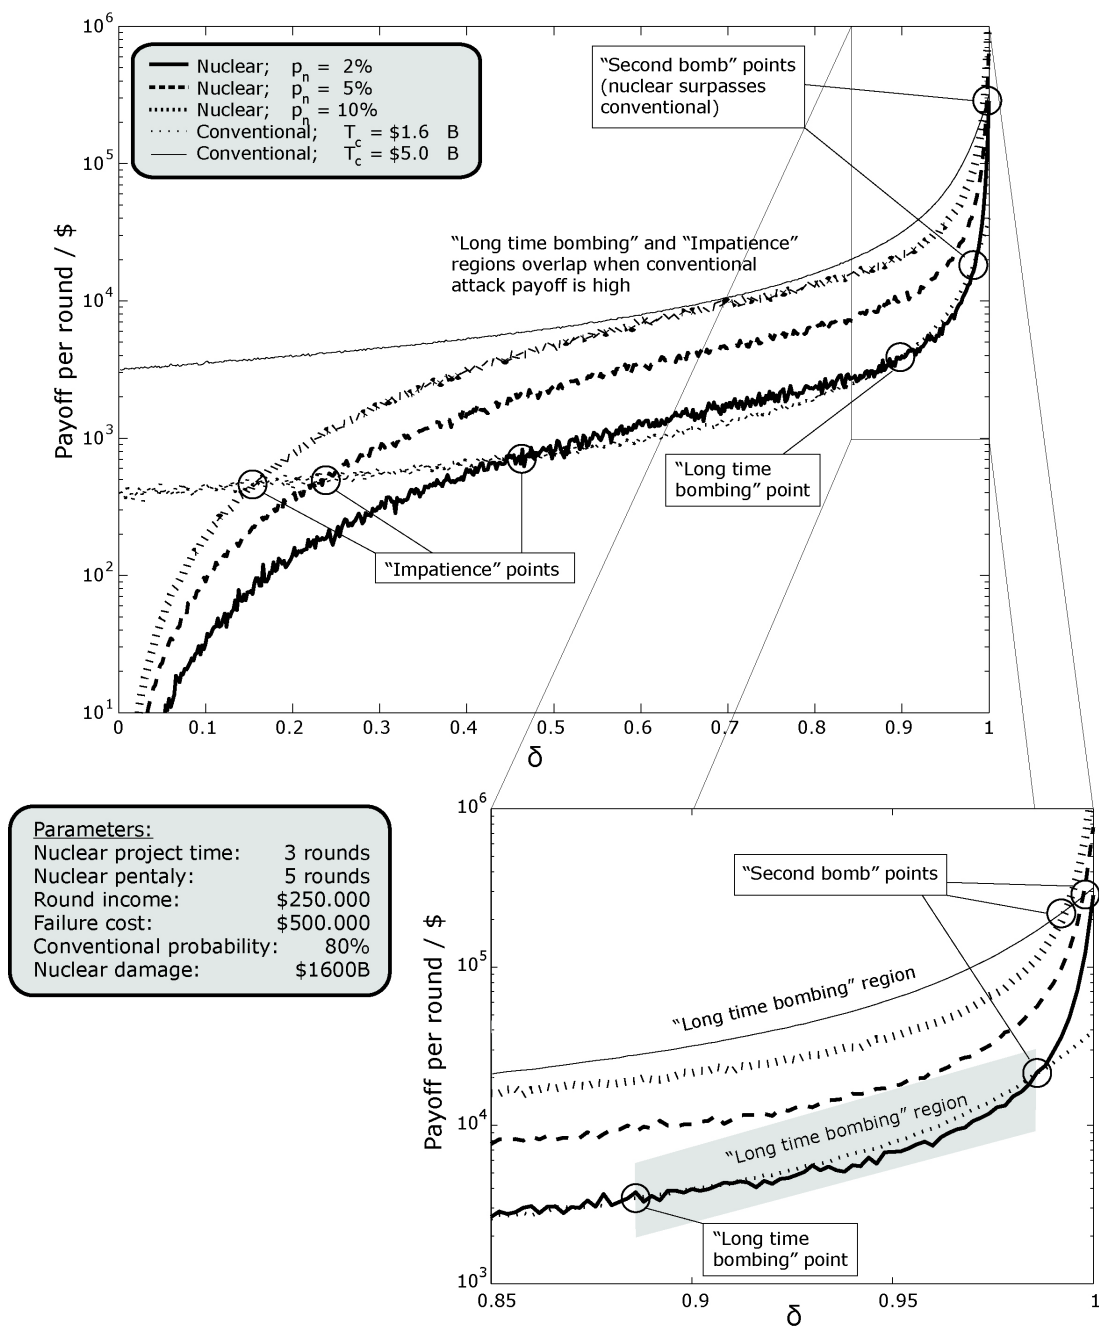 10^6
10^5
10^4
10^3
10^2
10^1
Payoff per round / $
Nuclear; p_n = 2%
Nuclear; p_n = 5%
Nuclear; p_n = 10%
Conventional; T_c = $1.6 B
Conventional; T_c = $5.0 B
“Second bomb” points
(nuclear surpasses
conventional)
“Long time bombing” and “Impatience”
regions overlap when conventional
attack payoff is high
“Long time
bombing” point
“Impatience” points
0 0.1 0.2 0.3 0.4 0.5 0.6 0.7 0.8 0.9 1
δ
Parameters:
Nuclear project time: 3 rounds
Nuclear pentaly: 5 rounds
Round income: $250.000
Failure cost: $500.000
Conventional probability: 80%
Nuclear damage: $1600B
10^6
10^5
10^4
10^3
Payoff per round / $
“Second bomb” points
“Long time bombing” region
“Long time bombing” region
“Long time
bombing” point
0.85 0.9 0.95 1
δ